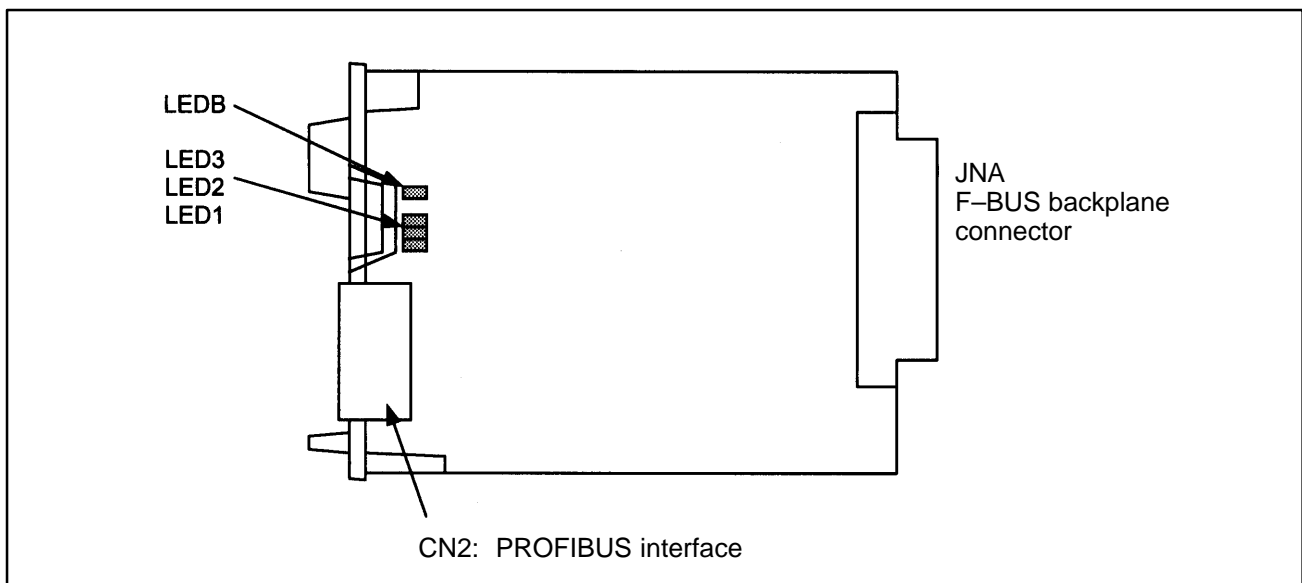 LEDB
LED3
LED2
LED1
JNA
F–BUS backplane
connector
CN2: PROFIBUS interface